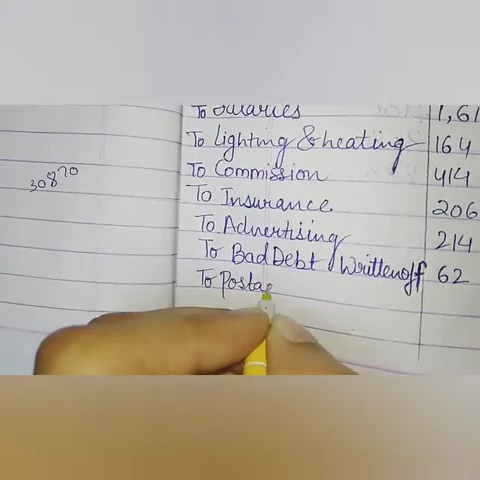 To Salaries 1,61
To Lighting & heating 164
30870
To Commission 414
To Insurance 206
To Advertising 214
To Bad Debt Writtenoff 62
To Posta